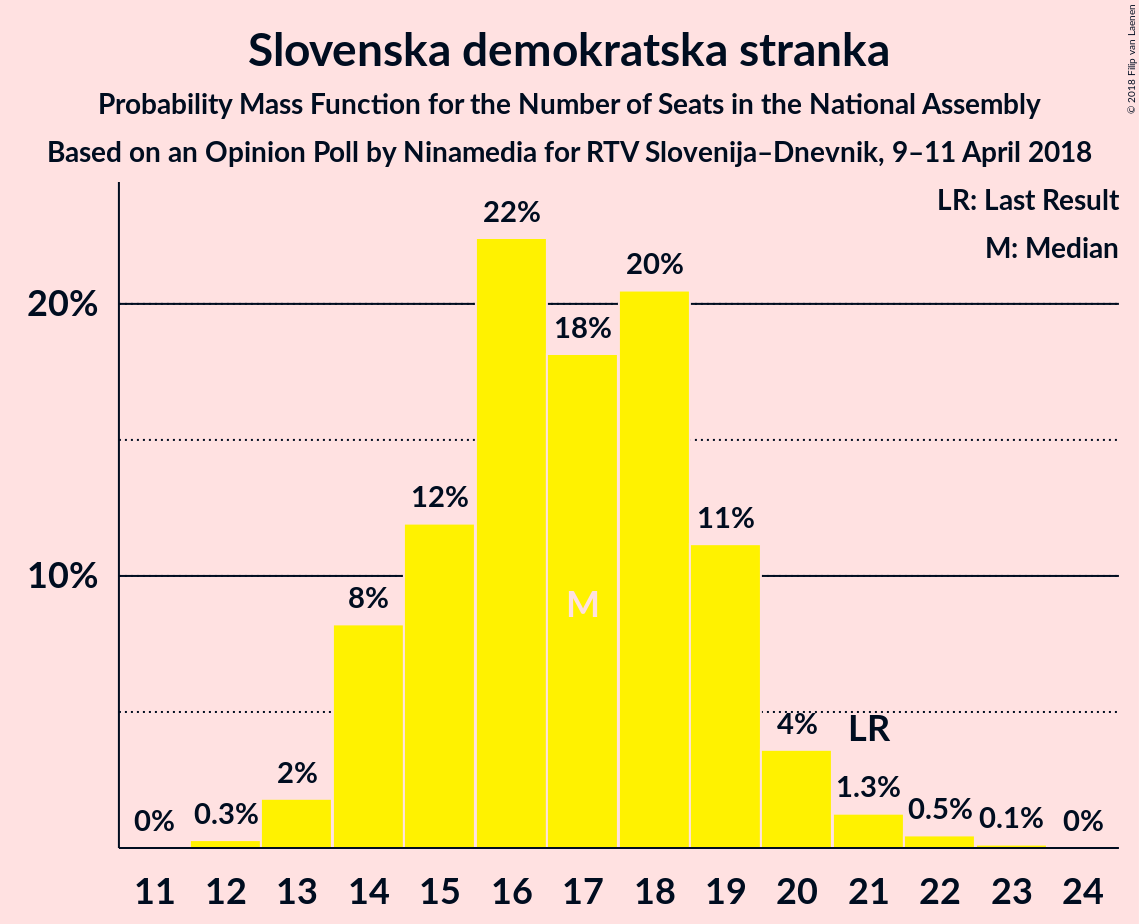 Slovenska demokratska stranka
Probability Mass Function for the Number of Seats in the National Assembly
Based on an Opinion Poll by Ninamedia for RTV Slovenija–Dnevnik, 9–11 April 2018
© 2018 Filip van Laenen
LR: Last Result
M: Median
20%
10%
0%
0.3%
2%
8%
12%
22%
18%
20%
11%
4%
1.3%
0.5%
0.1%
0%
M
LR
11 12 13 14 15 16 17 18 19 20 21 22 23 24